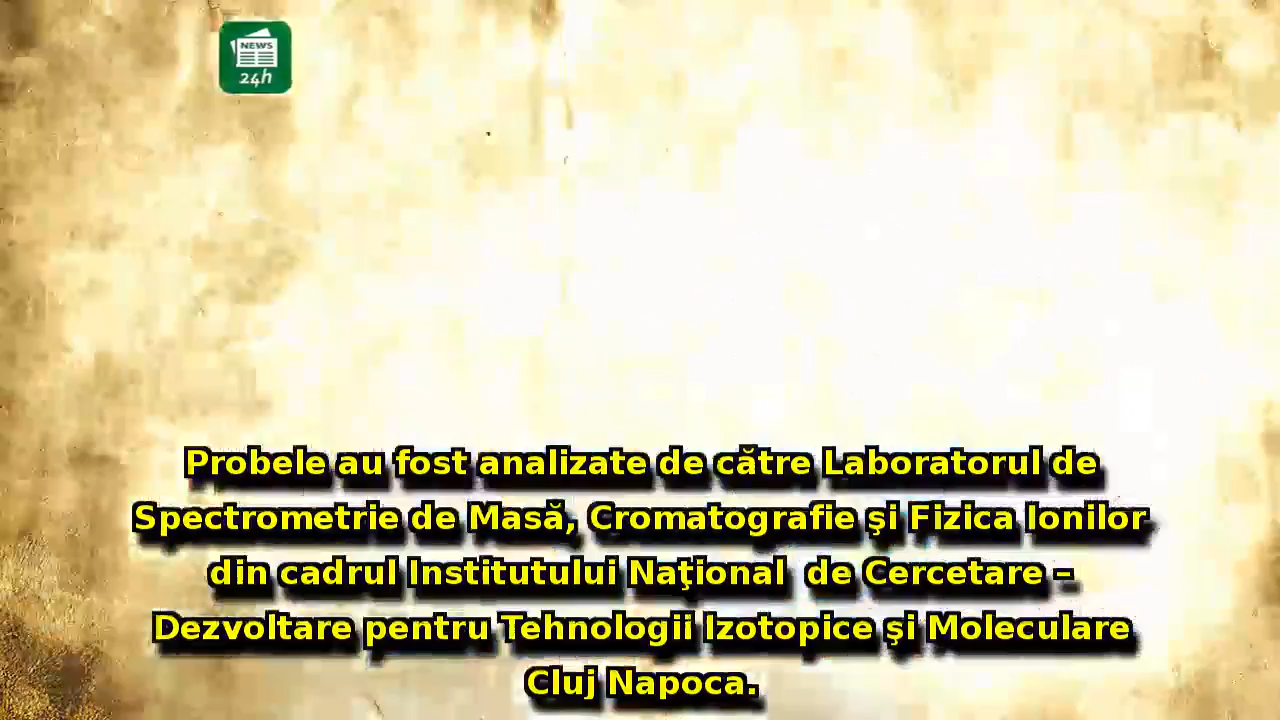 NEWS
24h
Probele au fost analizate de către Laboratorul de
Spectrometrie de Masă, Cromatografie şi Fizica Ionilor
din cadrul Institutului Naţional  de Cercetare –
Dezvoltare pentru Tehnologii Izotopice şi Moleculare
Cluj Napoca.